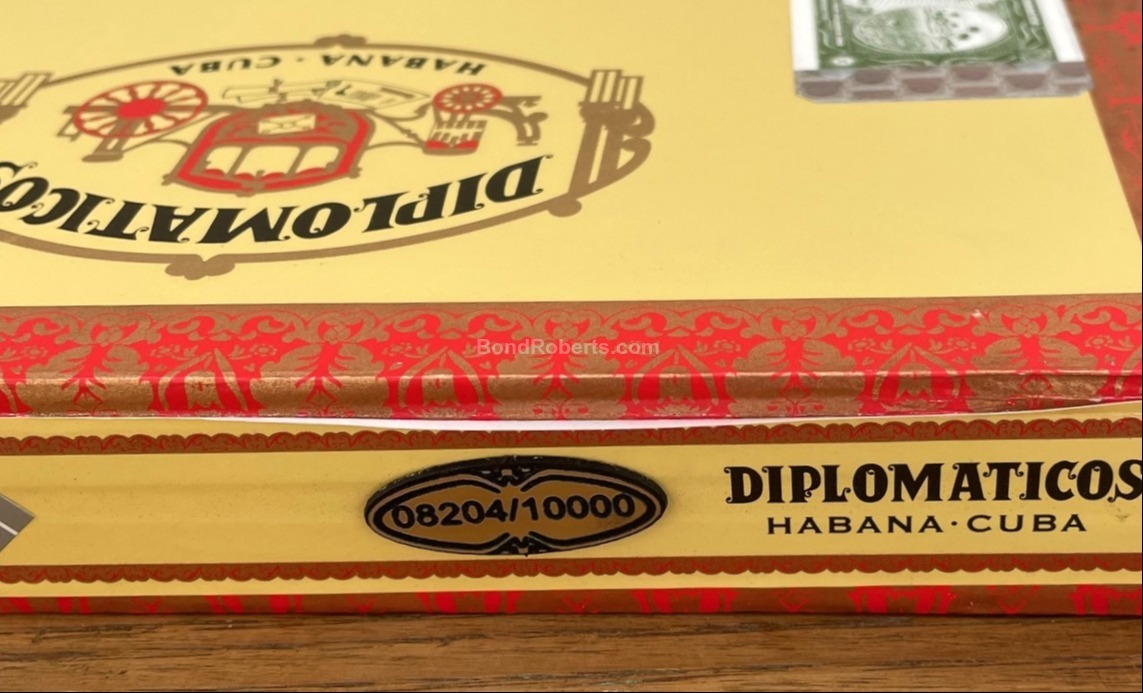 HABANA · CUBA
DIPLOMATICOS
BondRoberts.com
08204/10000
DIPLOMATICOS
HABANA · CUBA